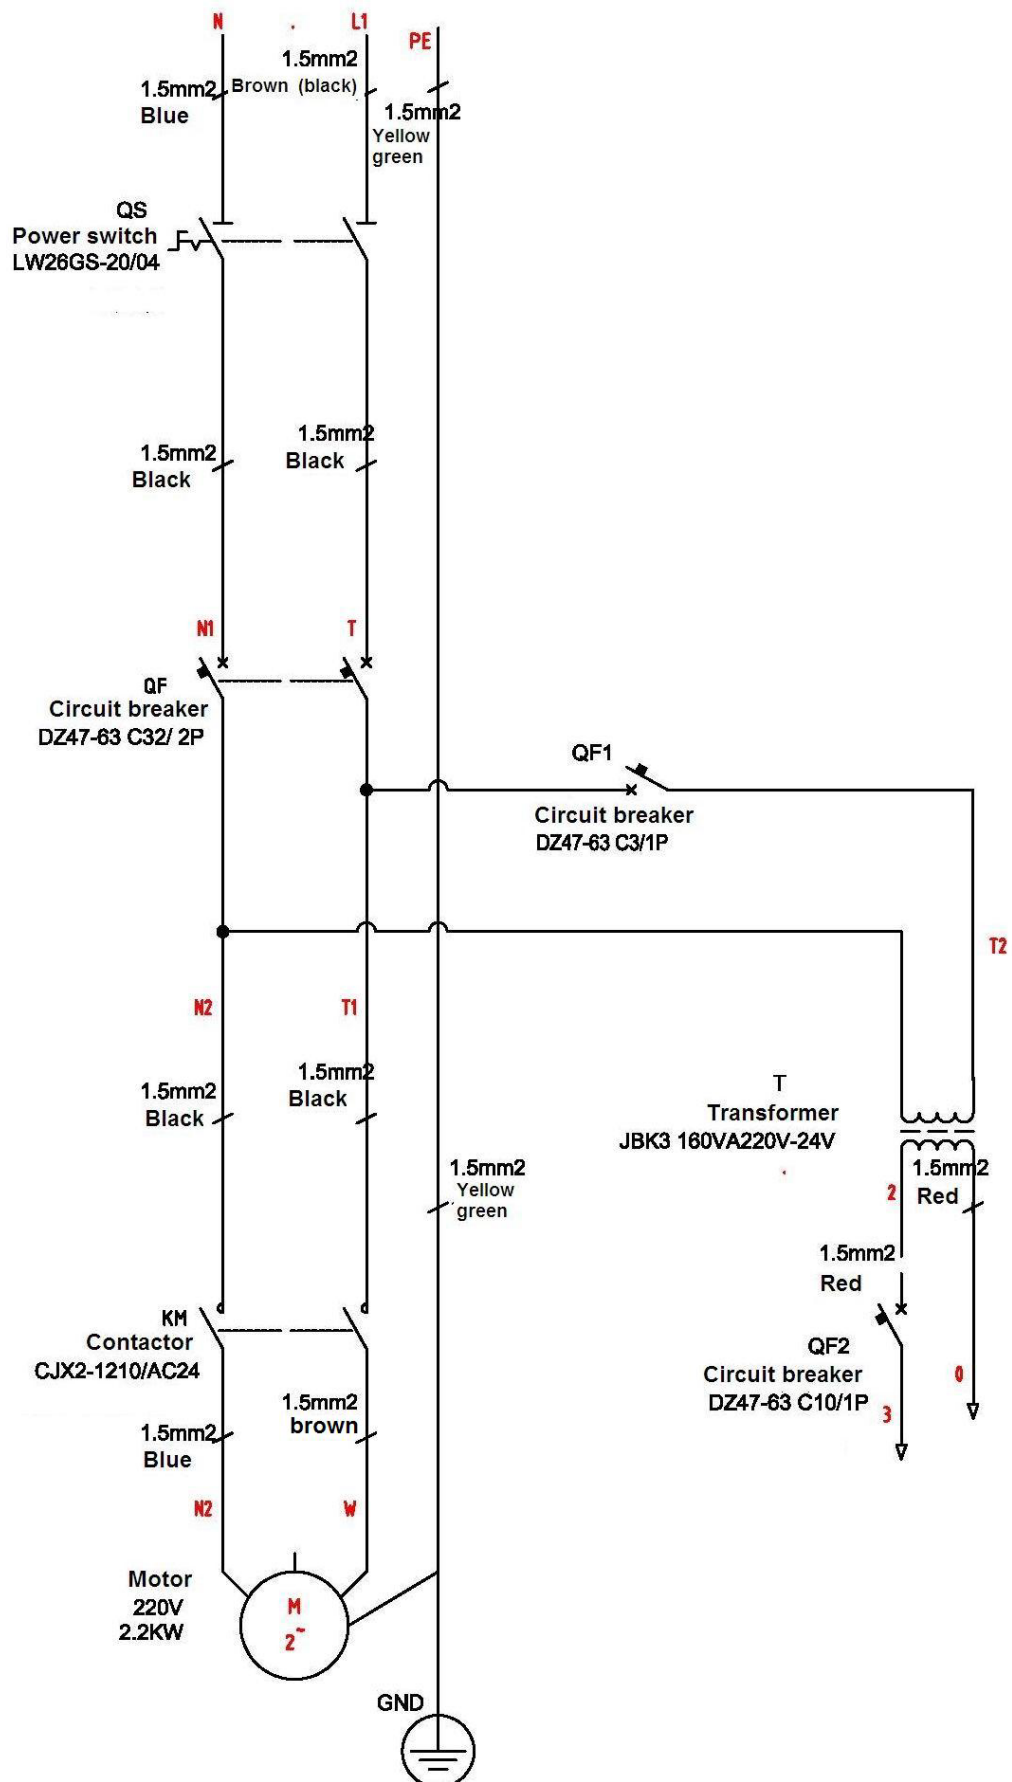 N
L1
PE
1.5mm2
Brown (black)
1.5mm2
Blue
1.5mm2
Yellow
green
QS
Power switch
LW26GS-20/04
1.5mm2
Black
1.5mm2
Black
N1
T
QF
Circuit breaker
DZ47-63 C32/ 2P
QF1
Circuit breaker
DZ47-63 C3/1P
T2
N2
T1
1.5mm2
Black
1.5mm2
Black
T
Transformer
JBK3 160VA220V-24V
1.5mm2
Yellow
green
1.5mm2
Red
2
1.5mm2
Red
KM
Contactor
CJX2-1210/AC24
QF2
Circuit breaker
DZ47-63 C10/1P
0
3
1.5mm2
brown
1.5mm2
Blue
N2
W
Motor
220V
2.2KW
M
2~
GND